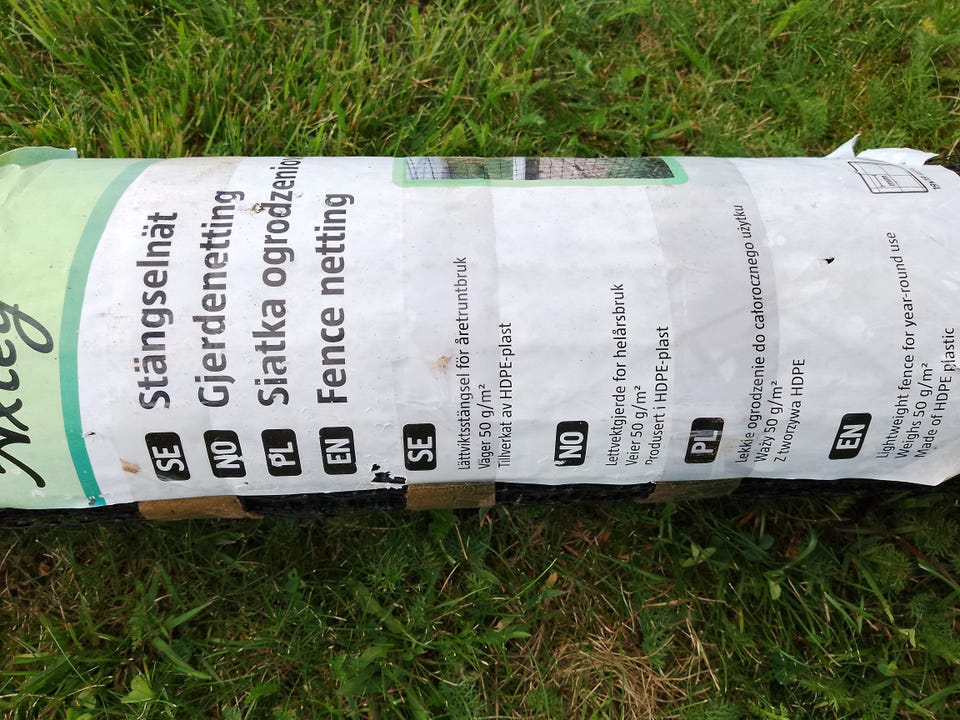 SE Stängselnät
NO Gjerdenetting
PL Siatka ogrodzenio
EN Fence netting
SE
Lättviktsstängsel för åretruntbruk
Väger 50 g/m²
Tillverkat av HDPE-plast
NO
Lettvektgjerde for helårsbruk
Veier 50 g/m²
Produsert i HDPE-plast
PL
Lekkie ogrodzenie do całorocznego użytku
Waży 50 g/m²
Z tworzywa HDPE
EN
Lightweight fence for year-round use
Weighs 50 g/m²
Made of HDPE plastic